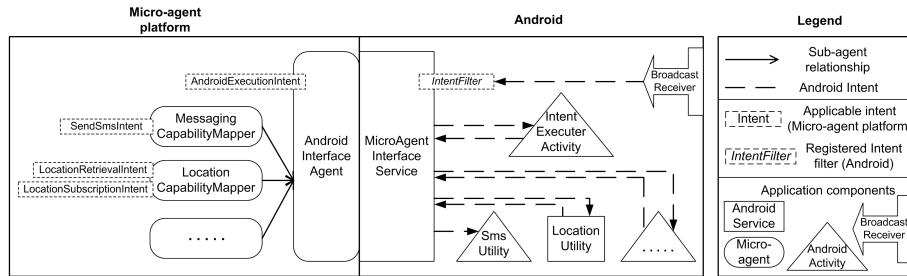 Micro-agent
platform
Android
Legend
AndroidExecutionIntent
SendSmsIntent
Messaging
CapabilityMapper
LocationRetrievalIntent
LocationSubscriptionIntent
Location
CapabilityMapper
. . . . .
Android
Interface
Agent
MicroAgent
Interface
Service
IntentFilter
Broadcast
Receiver
Intent
Executer
Activity
Sms
Utility
Location
Utility
. . . . .
Sub-agent
relationship
Android Intent
Intent
Applicable intent
(Micro-agent platform)
IntentFilter
Registered Intent
filter (Android)
Application components
Android
Service
Broadcast
Receiver
Micro-
agent
Android
Activity